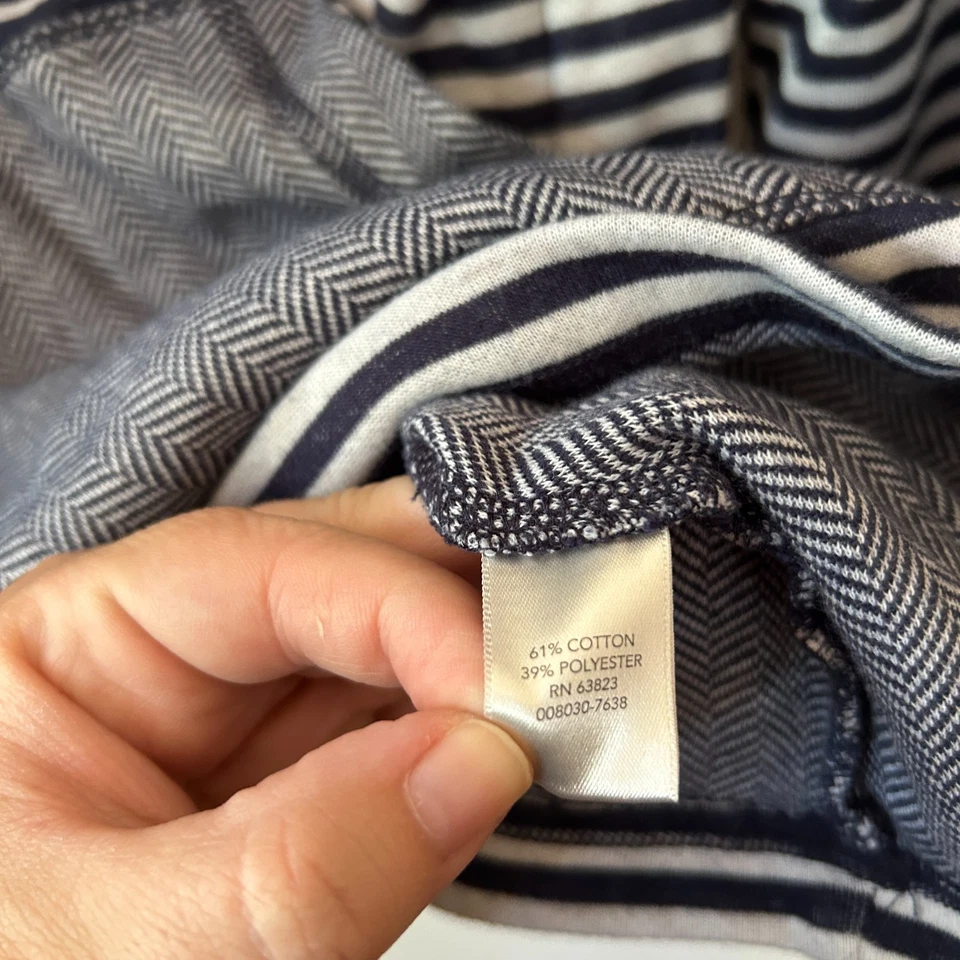 61% COTTON
39% POLYESTER
RN 63823
008030-7638